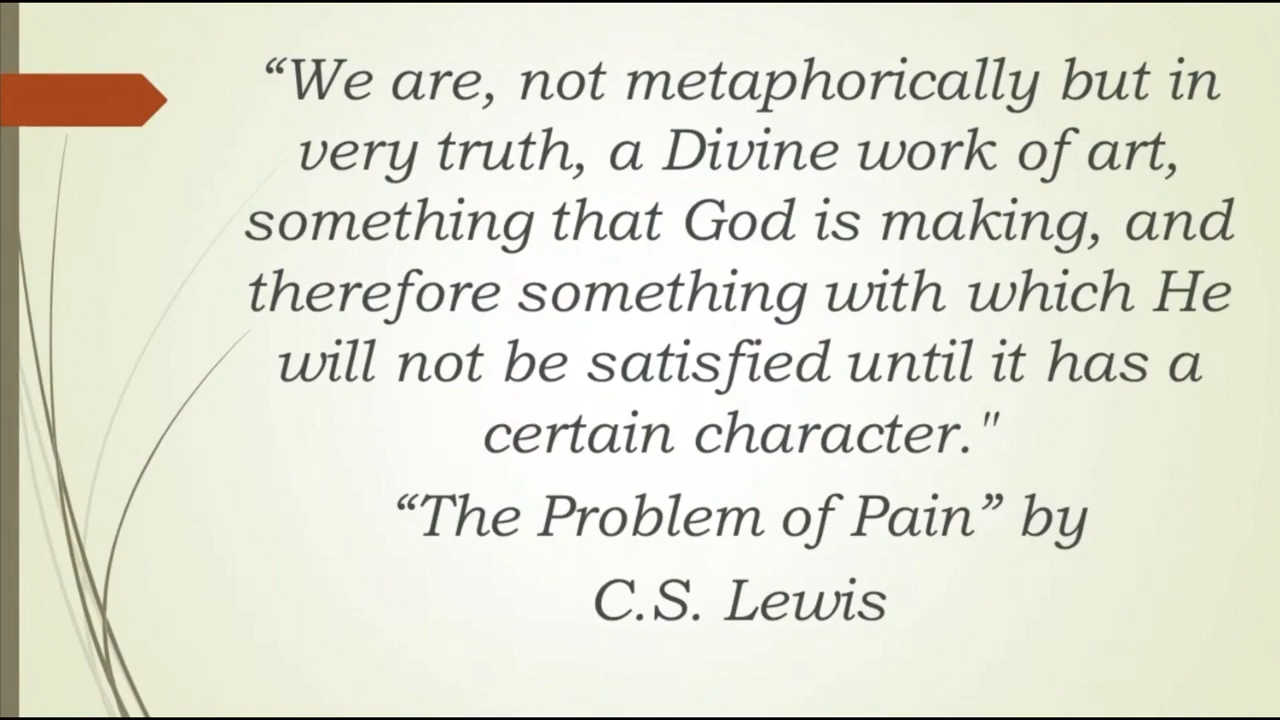 “We are, not metaphorically but in
very truth, a Divine work of art,
something that God is making, and
therefore something with which He
will not be satisfied until it has a
certain character."
“The Problem of Pain” by
C.S. Lewis